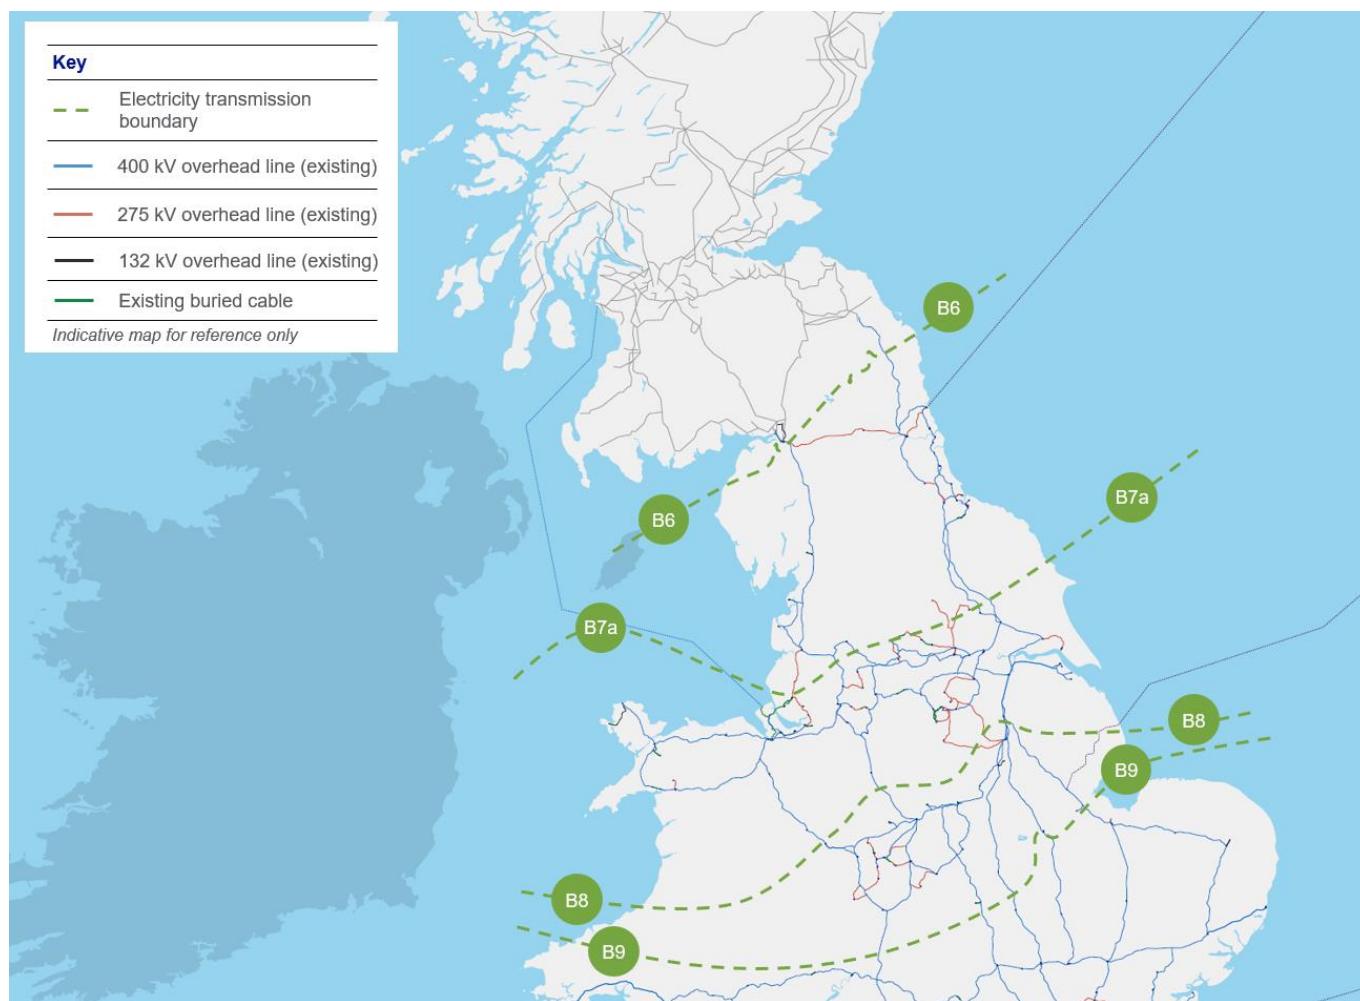 Key
Electricity transmission
boundary
400 kV overhead line (existing)
275 kV overhead line (existing)
132 kV overhead line (existing)
Existing buried cable
Indicative map for reference only
B6
B7a
B6
B7a
B8
B9
B8
B9